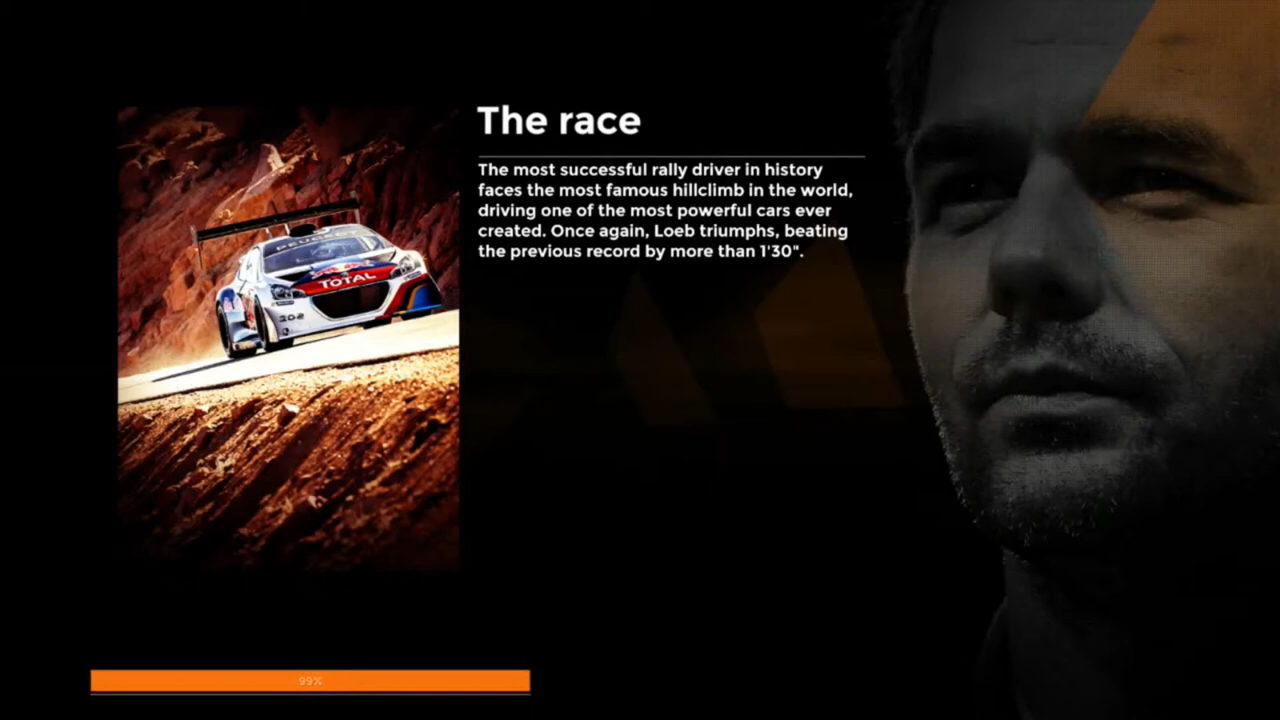 The race
The most successful rally driver in history
faces the most famous hillclimb in the world,
driving one of the most powerful cars ever
created. Once again, Loeb triumphs, beating
the previous record by more than 1'30".
PEUGEOT
Red Bull
TOTAL
208
99%